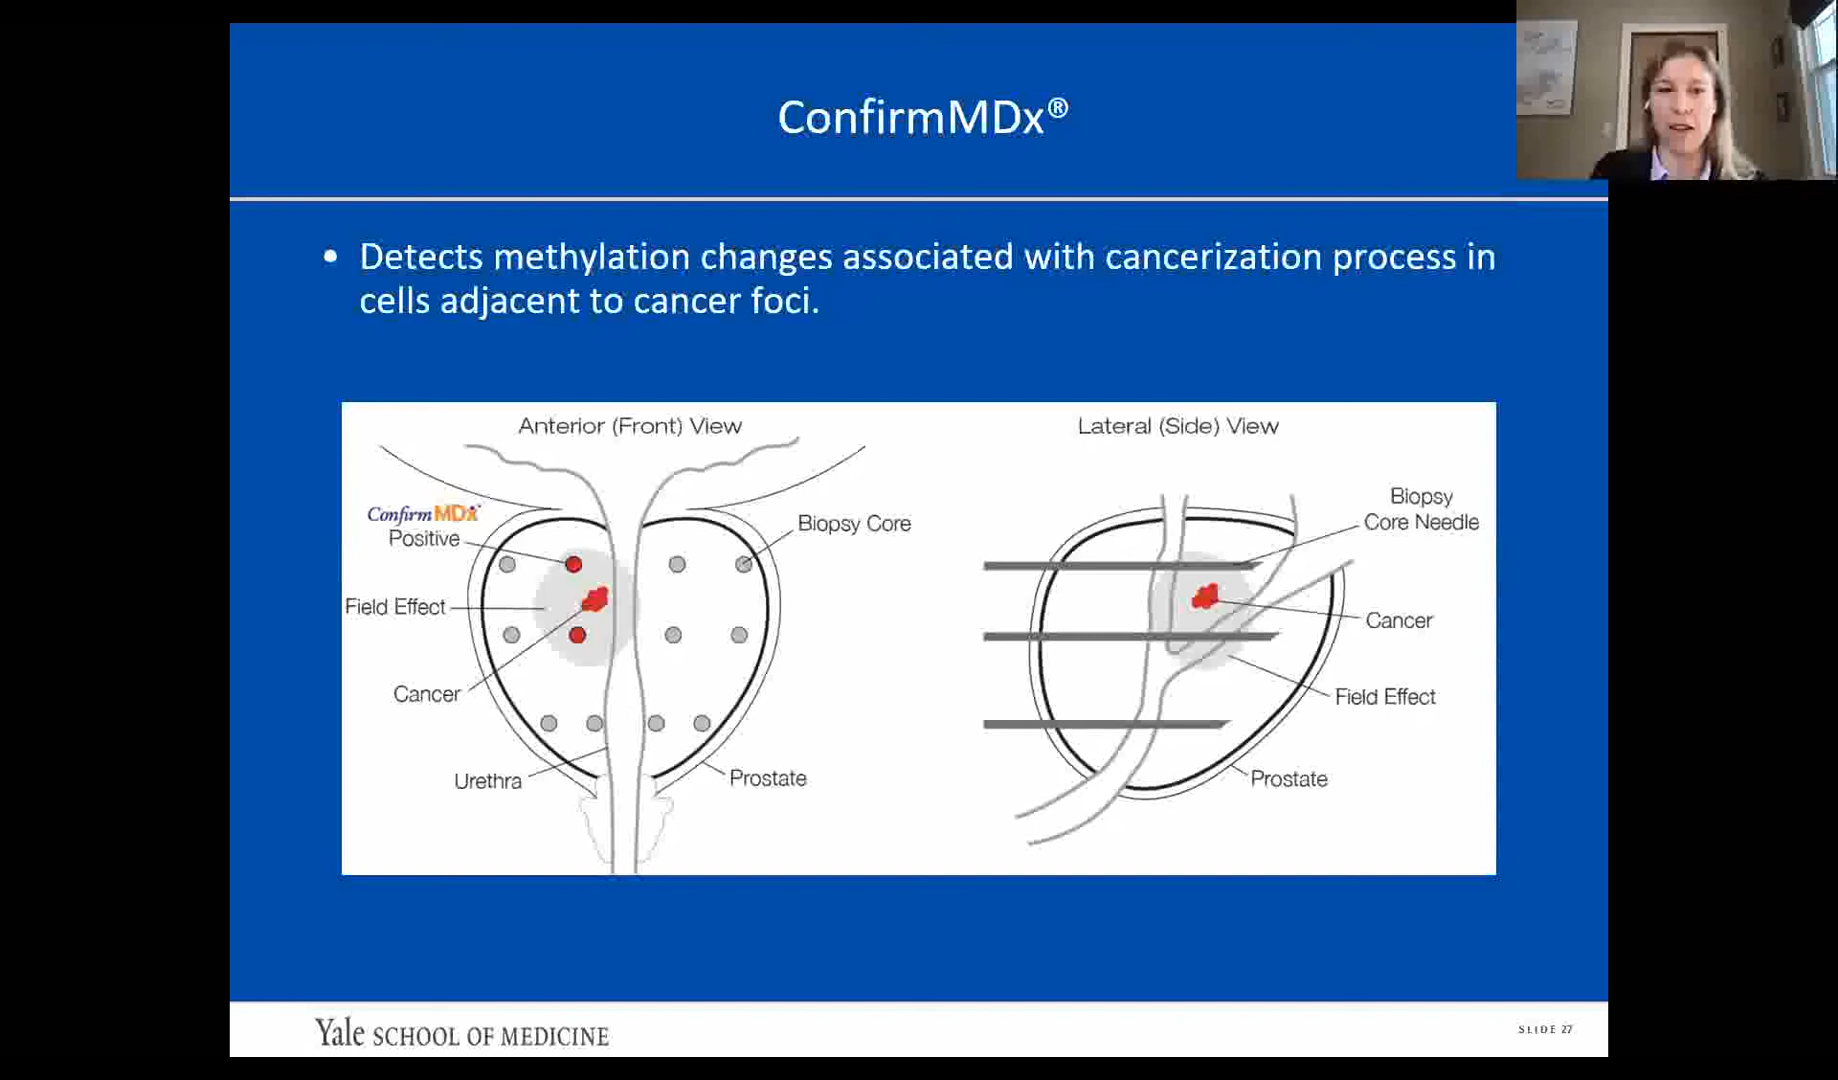 ConfirmMDx®
• Detects methylation changes associated with cancerization process in
cells adjacent to cancer foci.
Anterior (Front) View
ConfirmMDx
Positive
Biopsy Core
Field Effect
Cancer
Urethra
Prostate
Lateral (Side) View
Biopsy
Core Needle
Cancer
Field Effect
Prostate
Yale SCHOOL OF MEDICINE
SLIDE 27